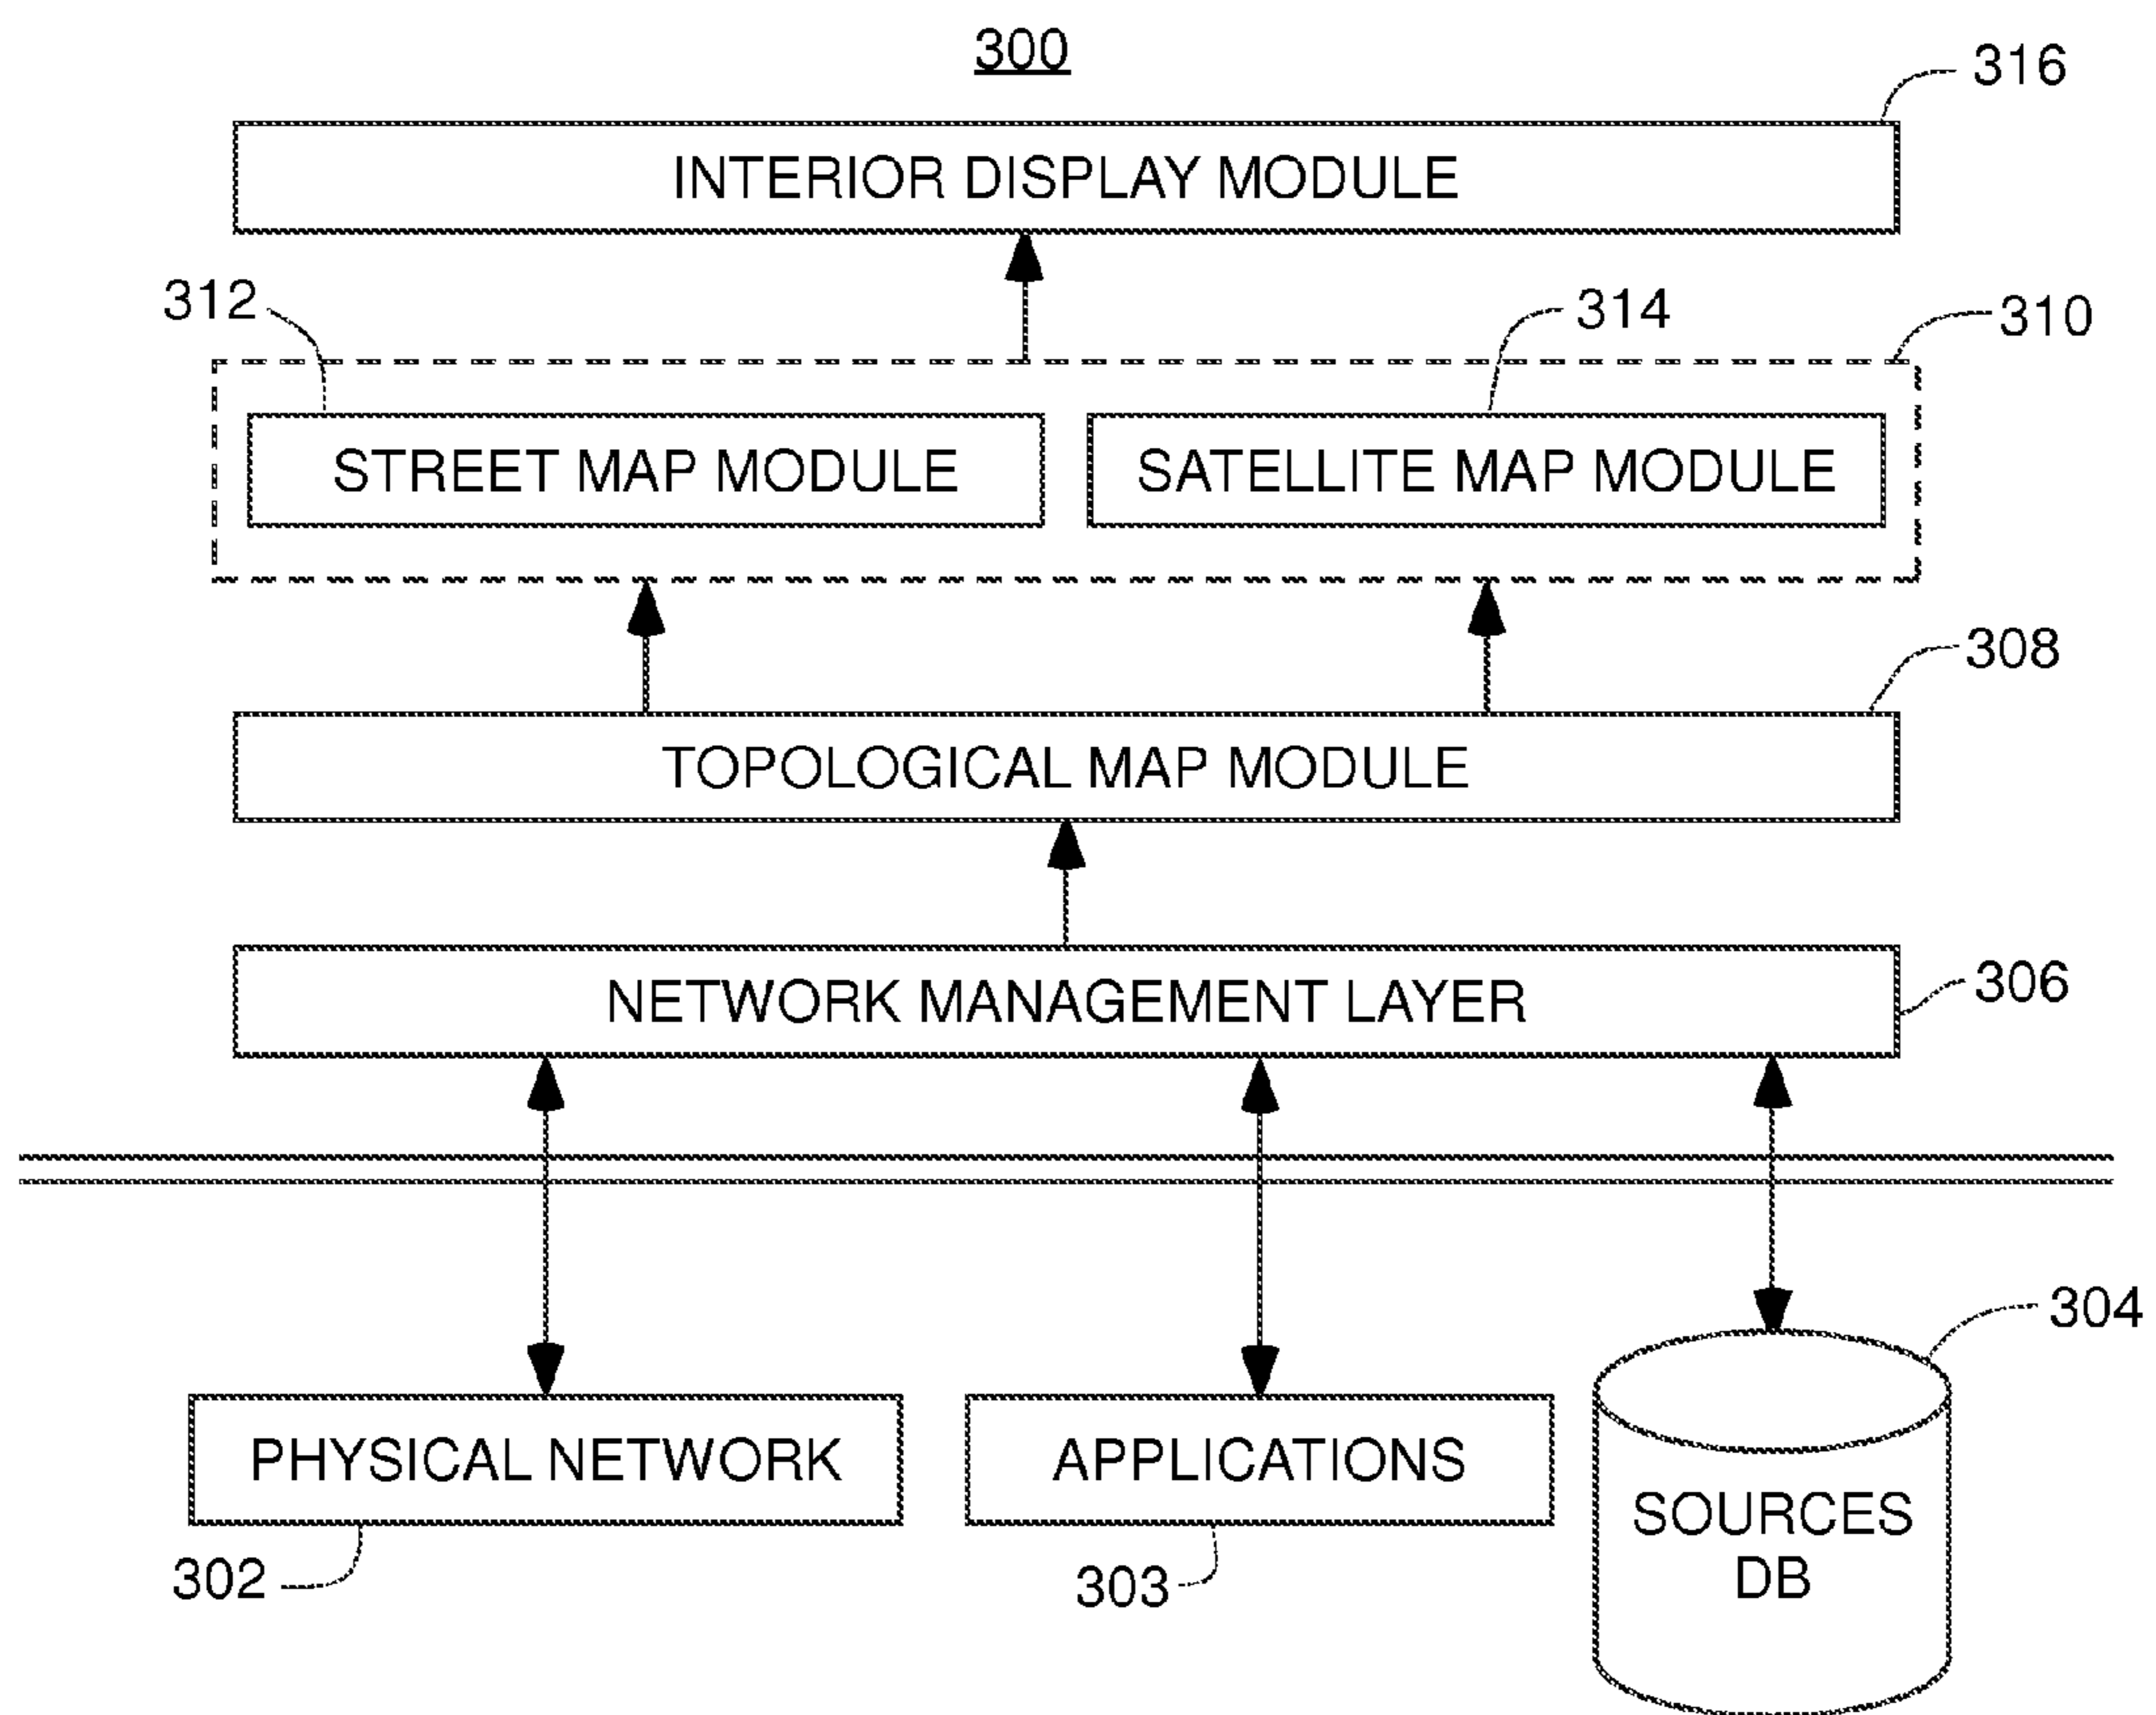 300
316
INTERIOR DISPLAY MODULE
312
314
310
STREET MAP MODULE
SATELLITE MAP MODULE
308
TOPOLOGICAL MAP MODULE
306
NETWORK MANAGEMENT LAYER
304
PHYSICAL NETWORK
APPLICATIONS
SOURCES
DB
302
303